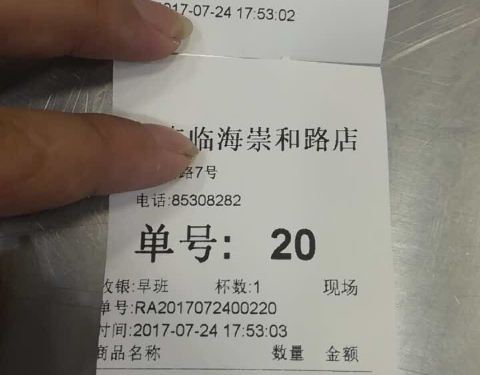 017-07-24 17:53:02
临海崇和路店
路7号
电话:85308282
单号: 20
收银:早班 杯数:1 现场
单号:RA2017072400220
时间:2017-07-24 17:53:03
商品名称 数量 金额